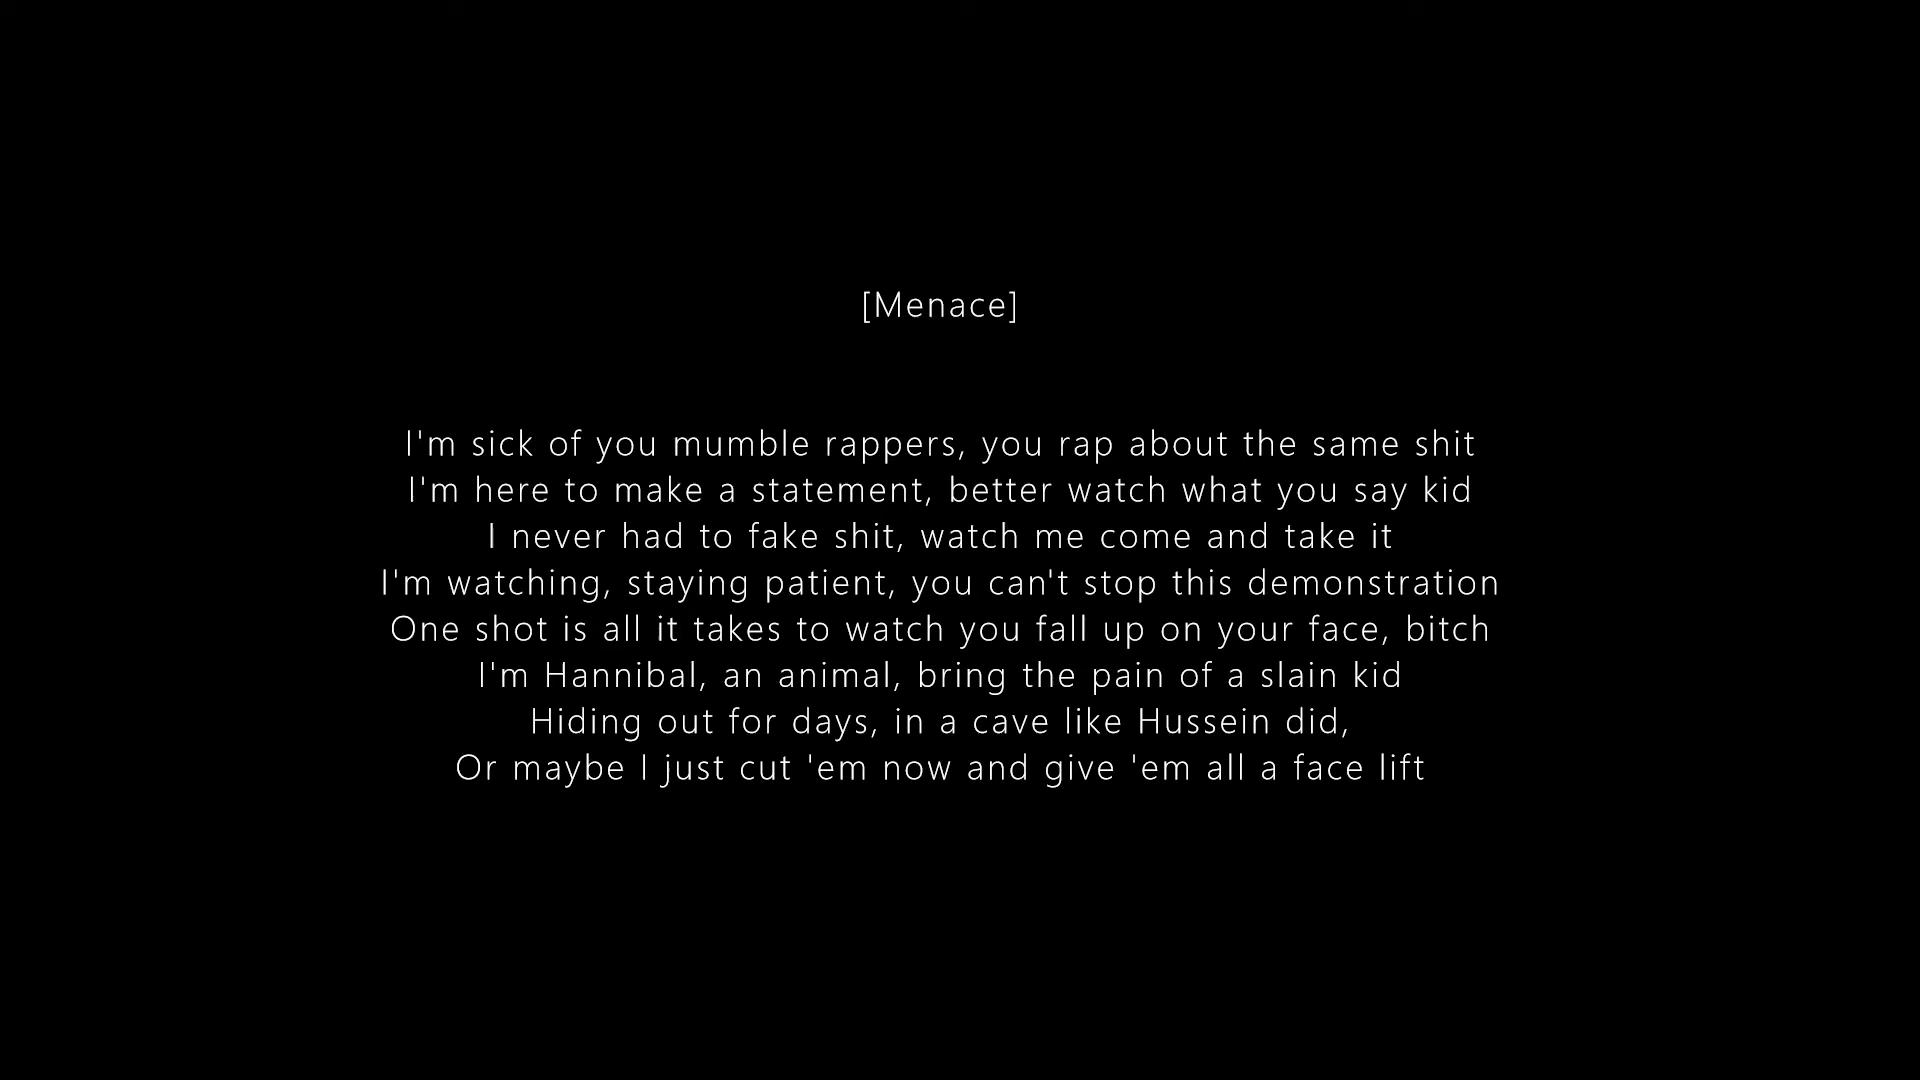 [Menace]
I'm sick of you mumble rappers, you rap about the same shit
I'm here to make a statement, better watch what you say kid
I never had to fake shit, watch me come and take it
I'm watching, staying patient, you can't stop this demonstration
One shot is all it takes to watch you fall up on your face, bitch
I'm Hannibal, an animal, bring the pain of a slain kid
Hiding out for days, in a cave like Hussein did,
Or maybe I just cut 'em now and give 'em all a face lift